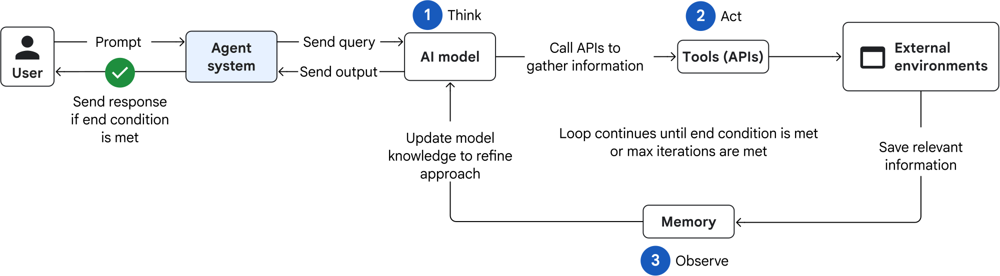 1 Think
2 Act
User
Prompt
Send response
if end condition
is met
Agent
system
Send query
Send output
AI model
Call APIs to
gather information
Tools (APIs)
External
environments
Update model
knowledge to refine
approach
Loop continues until end condition is met
or max iterations are met
Save relevant
information
Memory
3 Observe